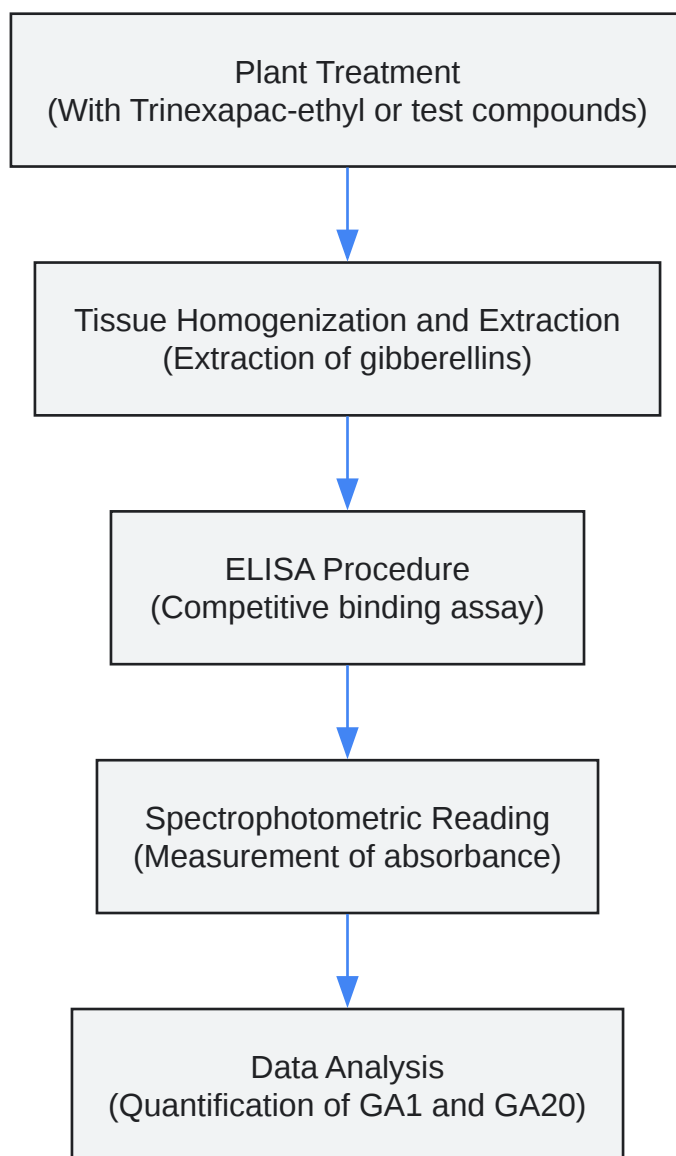 Plant Treatment
(With Trinexapac-ethyl or test compounds)
Tissue Homogenization and Extraction
(Extraction of gibberellins)
ELISA Procedure
(Competitive binding assay)
Spectrophotometric Reading
(Measurement of absorbance)
Data Analysis
(Quantification of GA1 and GA20)